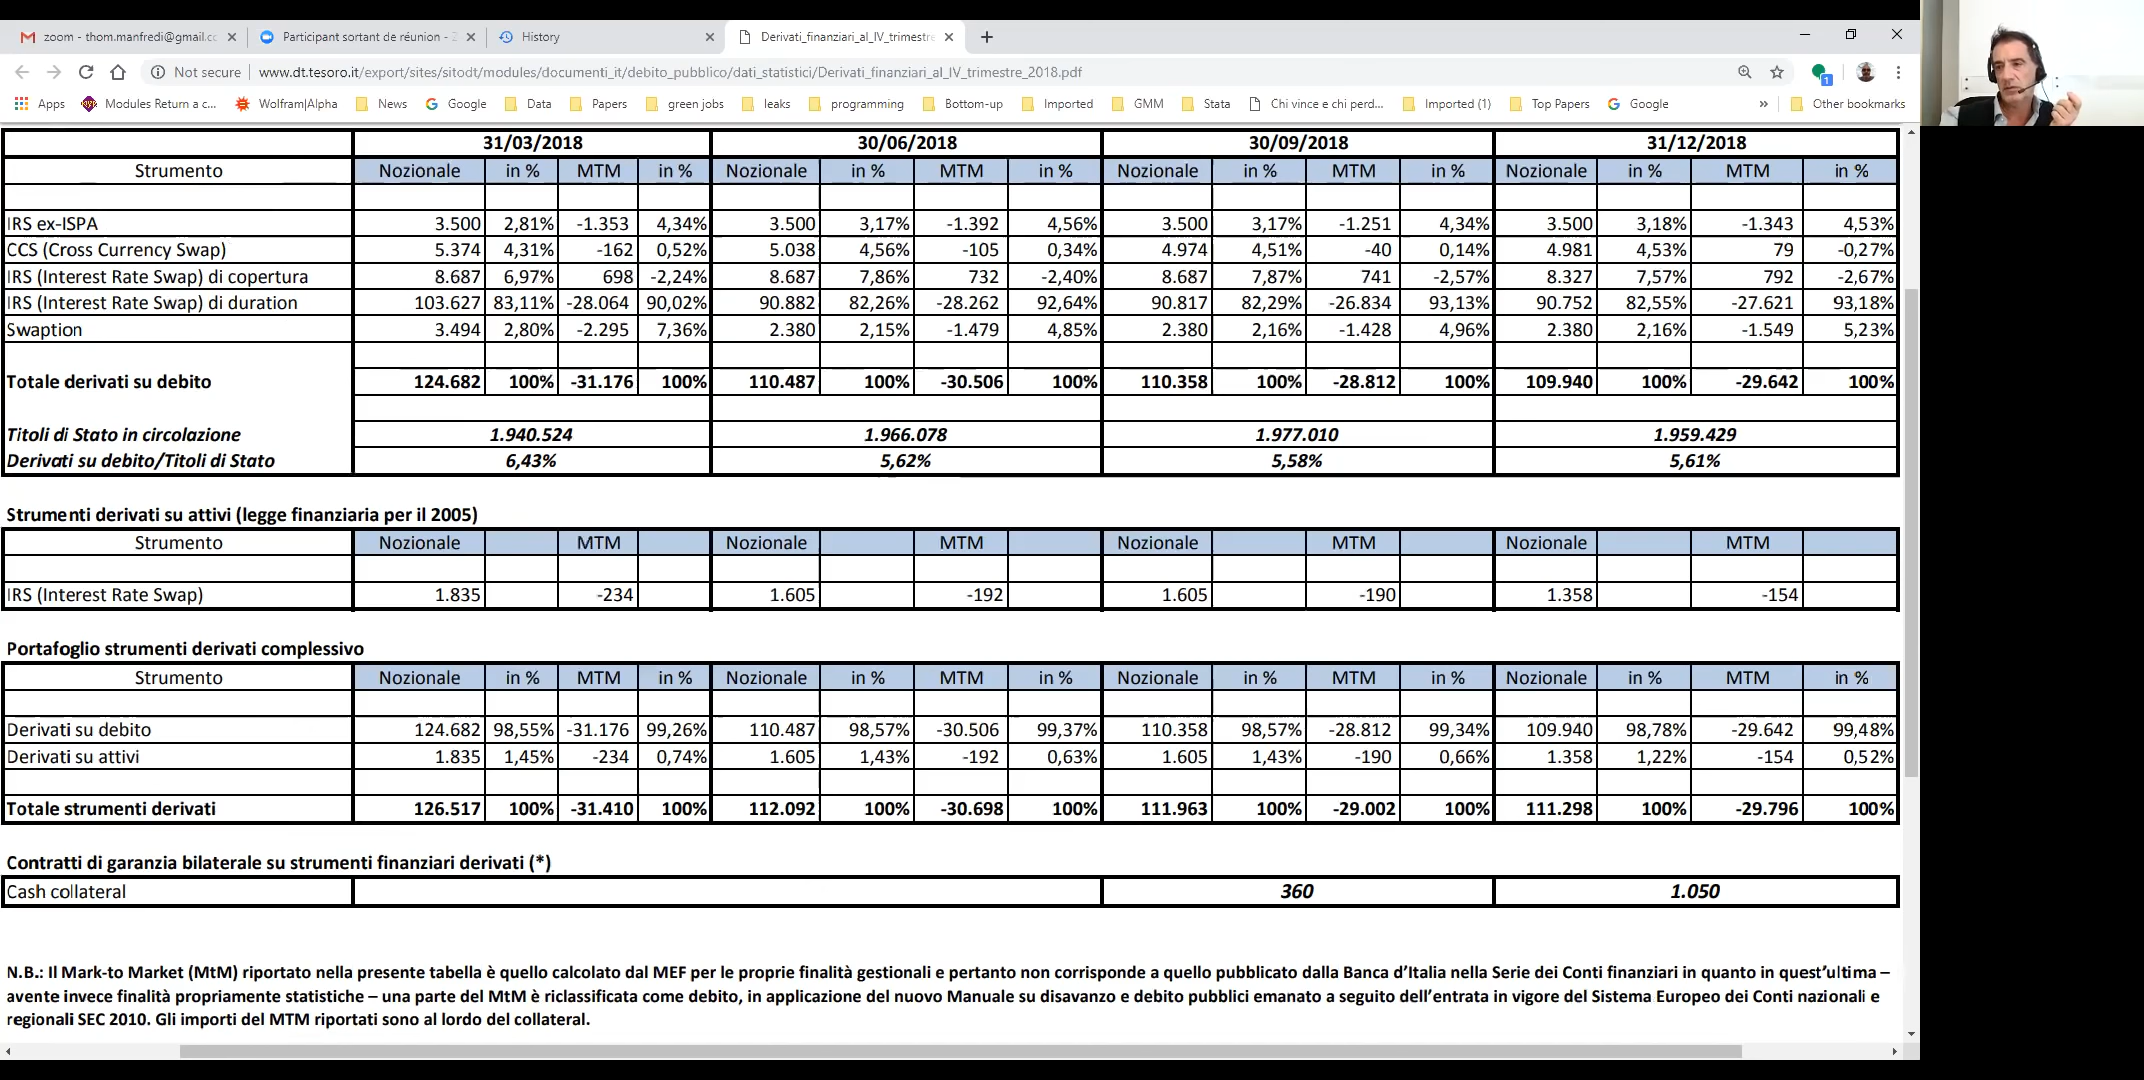 zoom - thom.manfredi@gmail.cc Participant sortant de réunion - Z History Derivati_finanziari_al_IV_trimestre
Not secure www.dt.tesoro.it/export/sites/sitodt/modules/documenti_it/debito_pubblico/dati_statistici/Derivati_finanziari_al_IV_trimestre_2018.pdf 1
Apps Modules Return a c... Wolfram|Alpha News Google Data Papers green jobs leaks programming Bottom-up Imported GMM Stata Chi vince e chi perd... Imported (1) Top Papers Google » Other bookmarks
31/03/2018 30/06/2018 30/09/2018 31/12/2018
Strumento Nozionale in % MTM in % Nozionale in % MTM in % Nozionale in % MTM in % Nozionale in % MTM in %
IRS ex-ISPA 3.500 2,81% -1.353 4,34% 3.500 3,17% -1.392 4,56% 3.500 3,17% -1.251 4,34% 3.500 3,18% -1.343 4,53%
CCS (Cross Currency Swap) 5.374 4,31% -162 0,52% 5.038 4,56% -105 0,34% 4.974 4,51% -40 0,14% 4.981 4,53% 79 -0,27%
IRS (Interest Rate Swap) di copertura 8.687 6,97% 698 -2,24% 8.687 7,86% 732 -2,40% 8.687 7,87% 741 -2,57% 8.327 7,57% 792 -2,67%
IRS (Interest Rate Swap) di duration 103.627 83,11% -28.064 90,02% 90.882 82,26% -28.262 92,64% 90.817 82,29% -26.834 93,13% 90.752 82,55% -27.621 93,18%
Swaption 3.494 2,80% -2.295 7,36% 2.380 2,15% -1.479 4,85% 2.380 2,16% -1.428 4,96% 2.380 2,16% -1.549 5,23%
Totale derivati su debito 124.682 100% -31.176 100% 110.487 100% -30.506 100% 110.358 100% -28.812 100% 109.940 100% -29.642 100%
Titoli di Stato in circolazione 1.940.524 1.966.078 1.977.010 1.959.429
Derivati su debito/Titoli di Stato 6,43% 5,62% 5,58% 5,61%
Strumenti derivati su attivi (legge finanziaria per il 2005)
Strumento Nozionale MTM Nozionale MTM Nozionale MTM Nozionale MTM
IRS (Interest Rate Swap) 1.835 -234 1.605 -192 1.605 -190 1.358 -154
Portafoglio strumenti derivati complessivo
Strumento Nozionale in % MTM in % Nozionale in % MTM in % Nozionale in % MTM in % Nozionale in % MTM in %
Derivati su debito 124.682 98,55% -31.176 99,26% 110.487 98,57% -30.506 99,37% 110.358 98,57% -28.812 99,34% 109.940 98,78% -29.642 99,48%
Derivati su attivi 1.835 1,45% -234 0,74% 1.605 1,43% -192 0,63% 1.605 1,43% -190 0,66% 1.358 1,22% -154 0,52%
Totale strumenti derivati 126.517 100% -31.410 100% 112.092 100% -30.698 100% 111.963 100% -29.002 100% 111.298 100% -29.796 100%
Contratti di garanzia bilaterale su strumenti finanziari derivati (*)
Cash collateral 360 1.050
N.B.: Il Mark-to Market (MtM) riportato nella presente tabella è quello calcolato dal MEF per le proprie finalità gestionali e pertanto non corrisponde a quello pubblicato dalla Banca d'Italia nella Serie dei Conti finanziari in quanto in quest'ultima –
avente invece finalità propriamente statistiche – una parte del MtM è riclassificata come debito, in applicazione del nuovo Manuale su disavanzo e debito pubblici emanato a seguito dell'entrata in vigore del Sistema Europeo dei Conti nazionali e
regionali SEC 2010. Gli importi del MTM riportati sono al lordo del collateral.